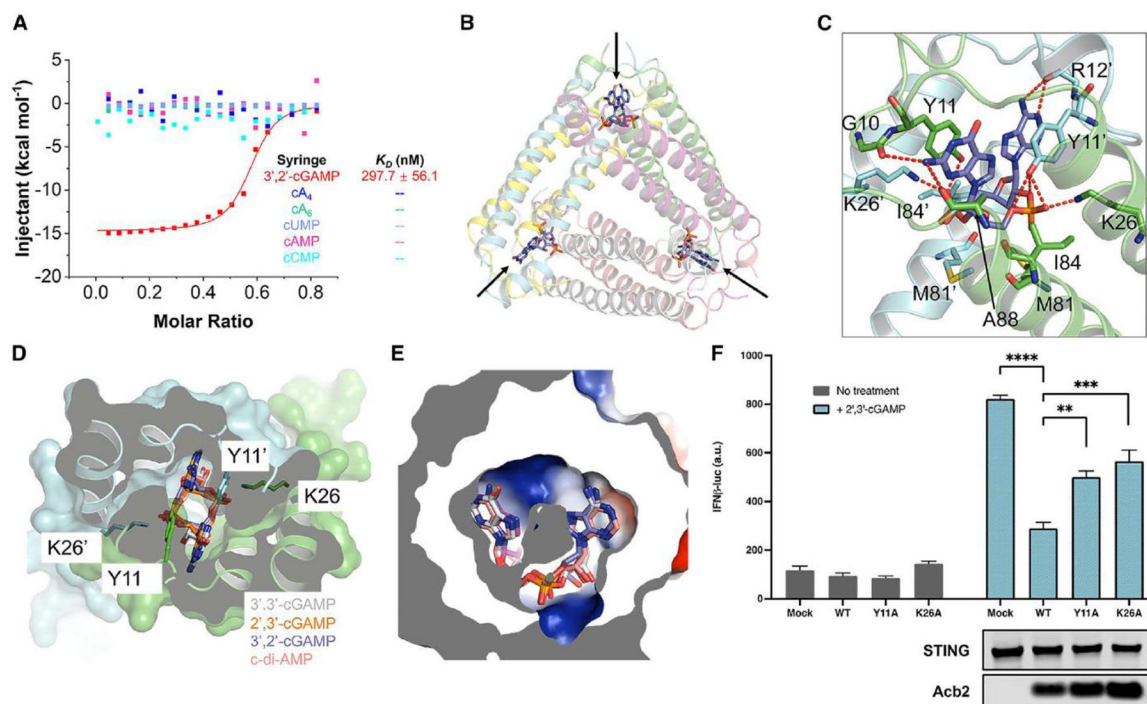 A
Injectant (kcal mol⁻¹)
5
0
-5
-10
-15
-20
0.0 0.2 0.4 0.6 0.8
Molar Ratio
Syringe K_D (nM)
3',2'-cGAMP 297.7 ± 56.1
cA₄ --
cA₆ --
cUMP --
cAMP --
cCMP --
B
C
R12'
Y11
G10
Y11'
K26'
I84'
K26
I84
M81'
M81
A88
D
Y11'
K26
K26'
Y11
3',3'-cGAMP
2',3'-cGAMP
3',2'-cGAMP
c-di-AMP
E
F
IFNβ-luc (a.u.)
1000
800
600
400
200
0
No treatment
+ 2',3'-cGAMP
****
***
**
Mock WT Y11A K26A Mock WT Y11A K26A
STING
Acb2